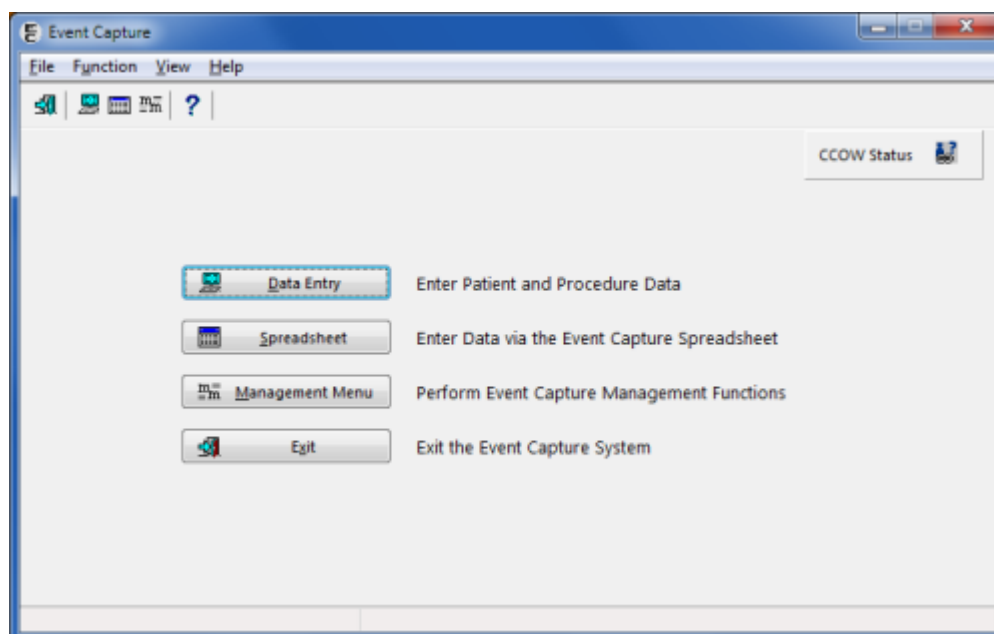 Event Capture
File Function View Help
?
CCOW Status
Data Entry Enter Patient and Procedure Data
Spreadsheet Enter Data via the Event Capture Spreadsheet
Management Menu Perform Event Capture Management Functions
Exit Exit the Event Capture System